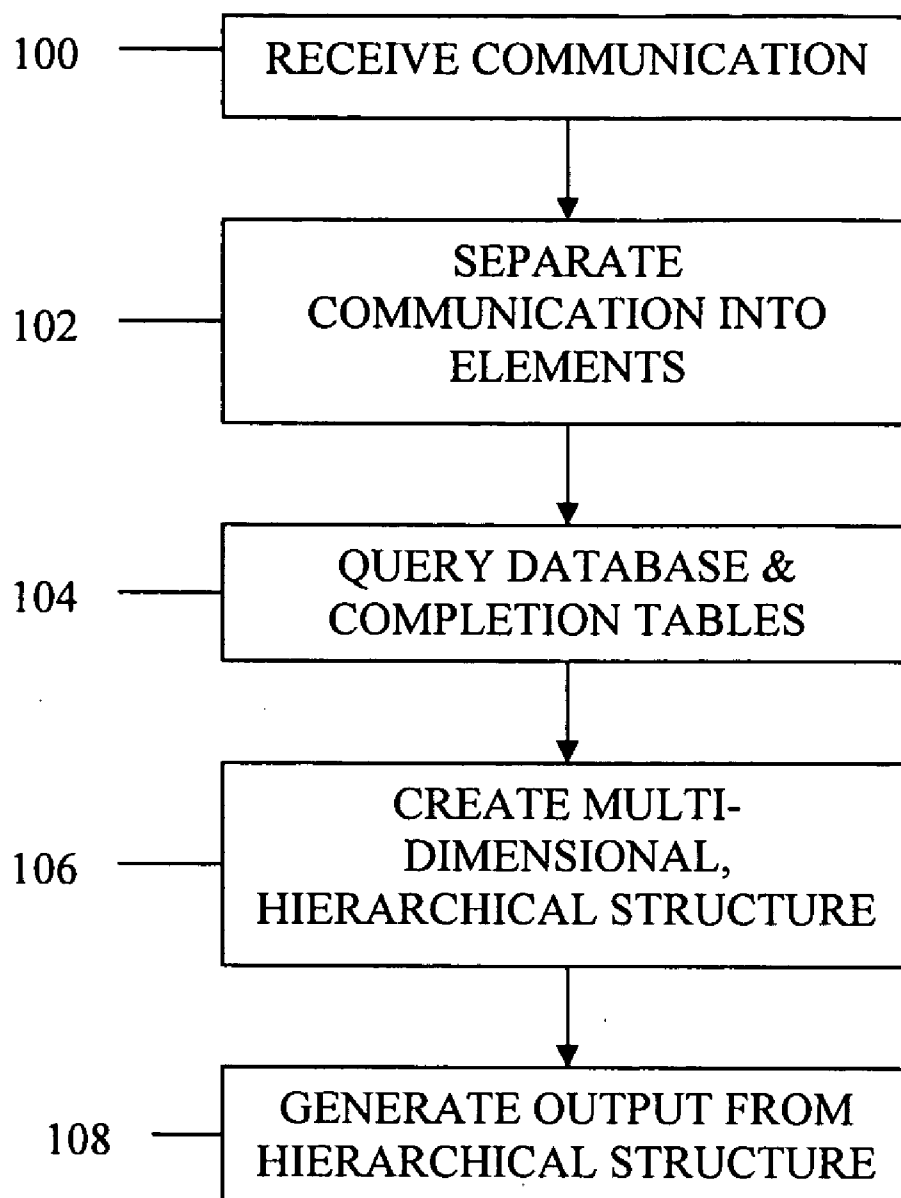 100
RECEIVE COMMUNICATION
102
SEPARATE
COMMUNICATION INTO
ELEMENTS
104
QUERY DATABASE &
COMPLETION TABLES
106
CREATE MULTI-
DIMENSIONAL,
HIERARCHICAL STRUCTURE
108
GENERATE OUTPUT FROM
HIERARCHICAL STRUCTURE